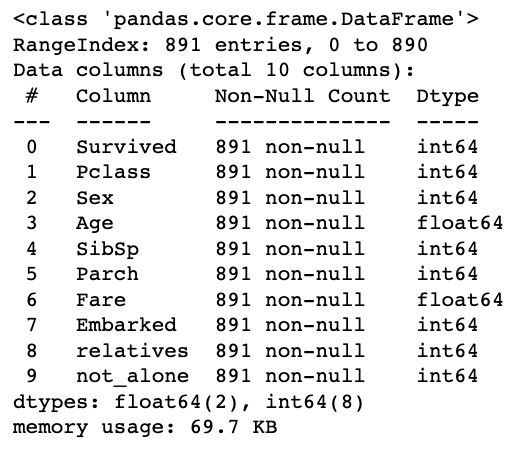 <class 'pandas.core.frame.DataFrame'>
RangeIndex: 891 entries, 0 to 890
Data columns (total 10 columns):
 #   Column      Non-Null Count  Dtype
---  ------      --------------  -----
 0   Survived    891 non-null    int64
 1   Pclass      891 non-null    int64
 2   Sex         891 non-null    int64
 3   Age         891 non-null    float64
 4   SibSp       891 non-null    int64
 5   Parch       891 non-null    int64
 6   Fare        891 non-null    float64
 7   Embarked    891 non-null    int64
 8   relatives   891 non-null    int64
 9   not_alone   891 non-null    int64
dtypes: float64(2), int64(8)
memory usage: 69.7 KB